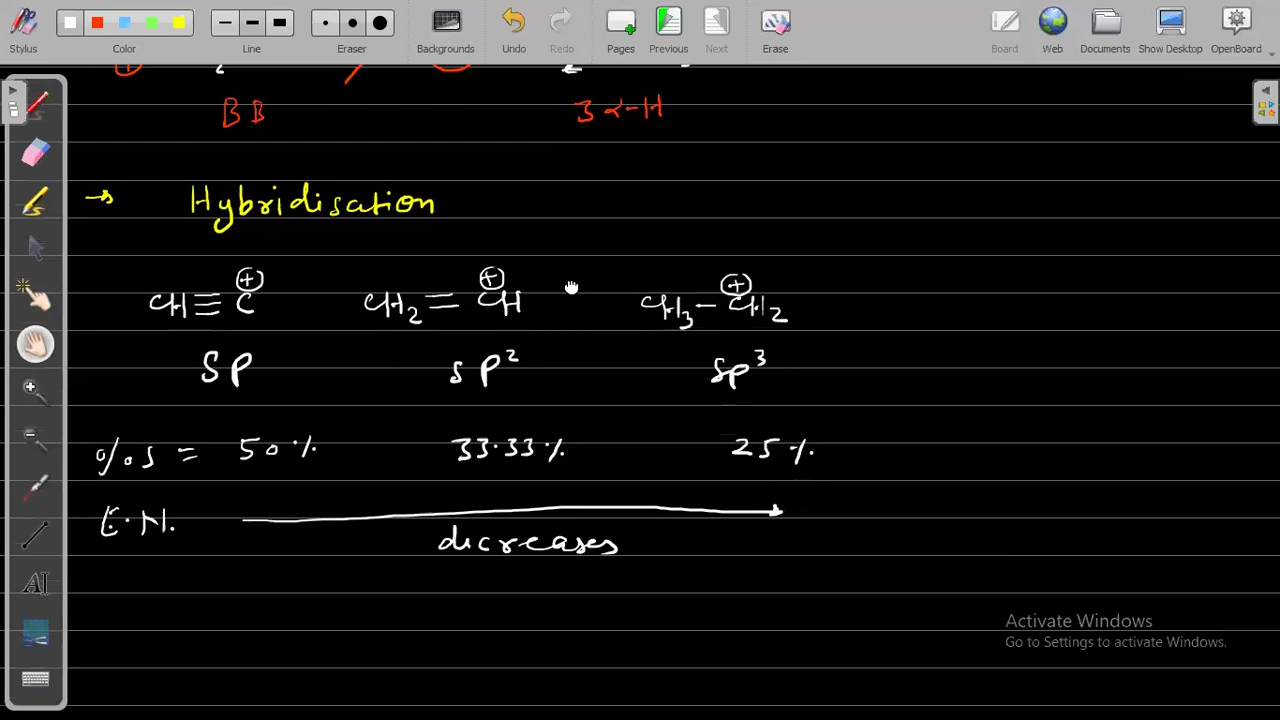 Stylus Color Line Eraser Backgrounds Undo Redo Pages Previous Next Erase Board Web Documents Show Desktop OpenBoard
⊕
BB 3α-H
→ Hybridisation
CH≡C⊕ CH₂=C⊕H CH₃-C⊕H₂
SP SP² SP³
%S = 50% 33.33% 25%
E.N. →
decreases
AI
Activate Windows
Go to Settings to activate Windows.